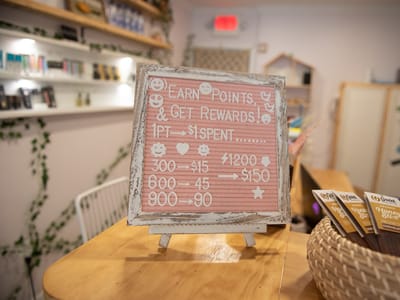 Earn Points,
& Get Rewards!
1pt→$1 spent.......
300→$15
600→45
900→90
⚡1200
→$150